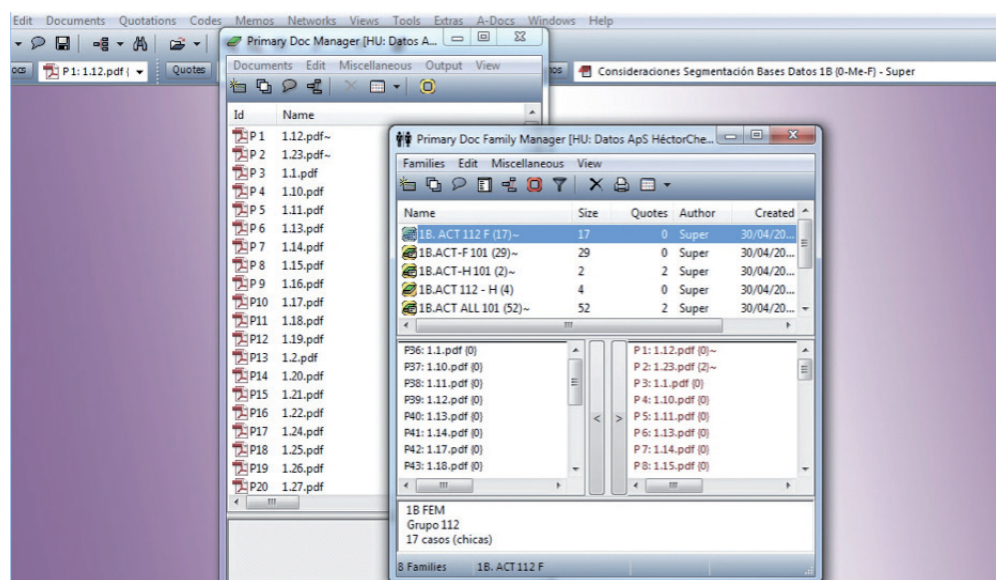 Edit Documents Quotations Codes Memos Networks Views Tools Extras A-Docs Windows Help
P 1: 1.12.pdf {
Quotes
Consideraciones Segmentación Bases Datos 1B {0-Me-F} - Super
Primary Doc Manager [HU: Datos A...
Documents Edit Miscellaneous Output View
Id Name
P 1 1.12.pdf~
P 2 1.23.pdf~
P 3 1.1.pdf
P 4 1.10.pdf
P 5 1.11.pdf
P 6 1.13.pdf
P 7 1.14.pdf
P 8 1.15.pdf
P 9 1.16.pdf
P10 1.17.pdf
P11 1.18.pdf
P12 1.19.pdf
P13 1.2.pdf
P14 1.20.pdf
P15 1.21.pdf
P16 1.22.pdf
P17 1.24.pdf
P18 1.25.pdf
P19 1.26.pdf
P20 1.27.pdf
Primary Doc Family Manager [HU: Datos ApS HéctorChe...
Families Edit Miscellaneous View
Name Size Quotes Author Created
1B. ACT 112 F (17)~ 17 0 Super 30/04/20...
1B.ACT-F 101 (29)~ 29 0 Super 30/04/20...
1B.ACT-H 101 (2)~ 2 2 Super 30/04/20...
1B.ACT 112 - H (4) 4 0 Super 30/04/20...
1B.ACT ALL 101 (52)~ 52 2 Super 30/04/20...
P36: 1.1.pdf {0}
P37: 1.10.pdf {0}
P38: 1.11.pdf {0}
P39: 1.12.pdf {0}
P40: 1.13.pdf {0}
P41: 1.14.pdf {0}
P42: 1.17.pdf {0}
P43: 1.18.pdf {0}
< >
P 1: 1.12.pdf {0}~
P 2: 1.23.pdf {2}~
P 3: 1.1.pdf {0}
P 4: 1.10.pdf {0}
P 5: 1.11.pdf {0}
P 6: 1.13.pdf {0}
P 7: 1.14.pdf {0}
P 8: 1.15.pdf {0}
1B FEM
Grupo 112
17 casos (chicas)
8 Families 1B. ACT 112 F